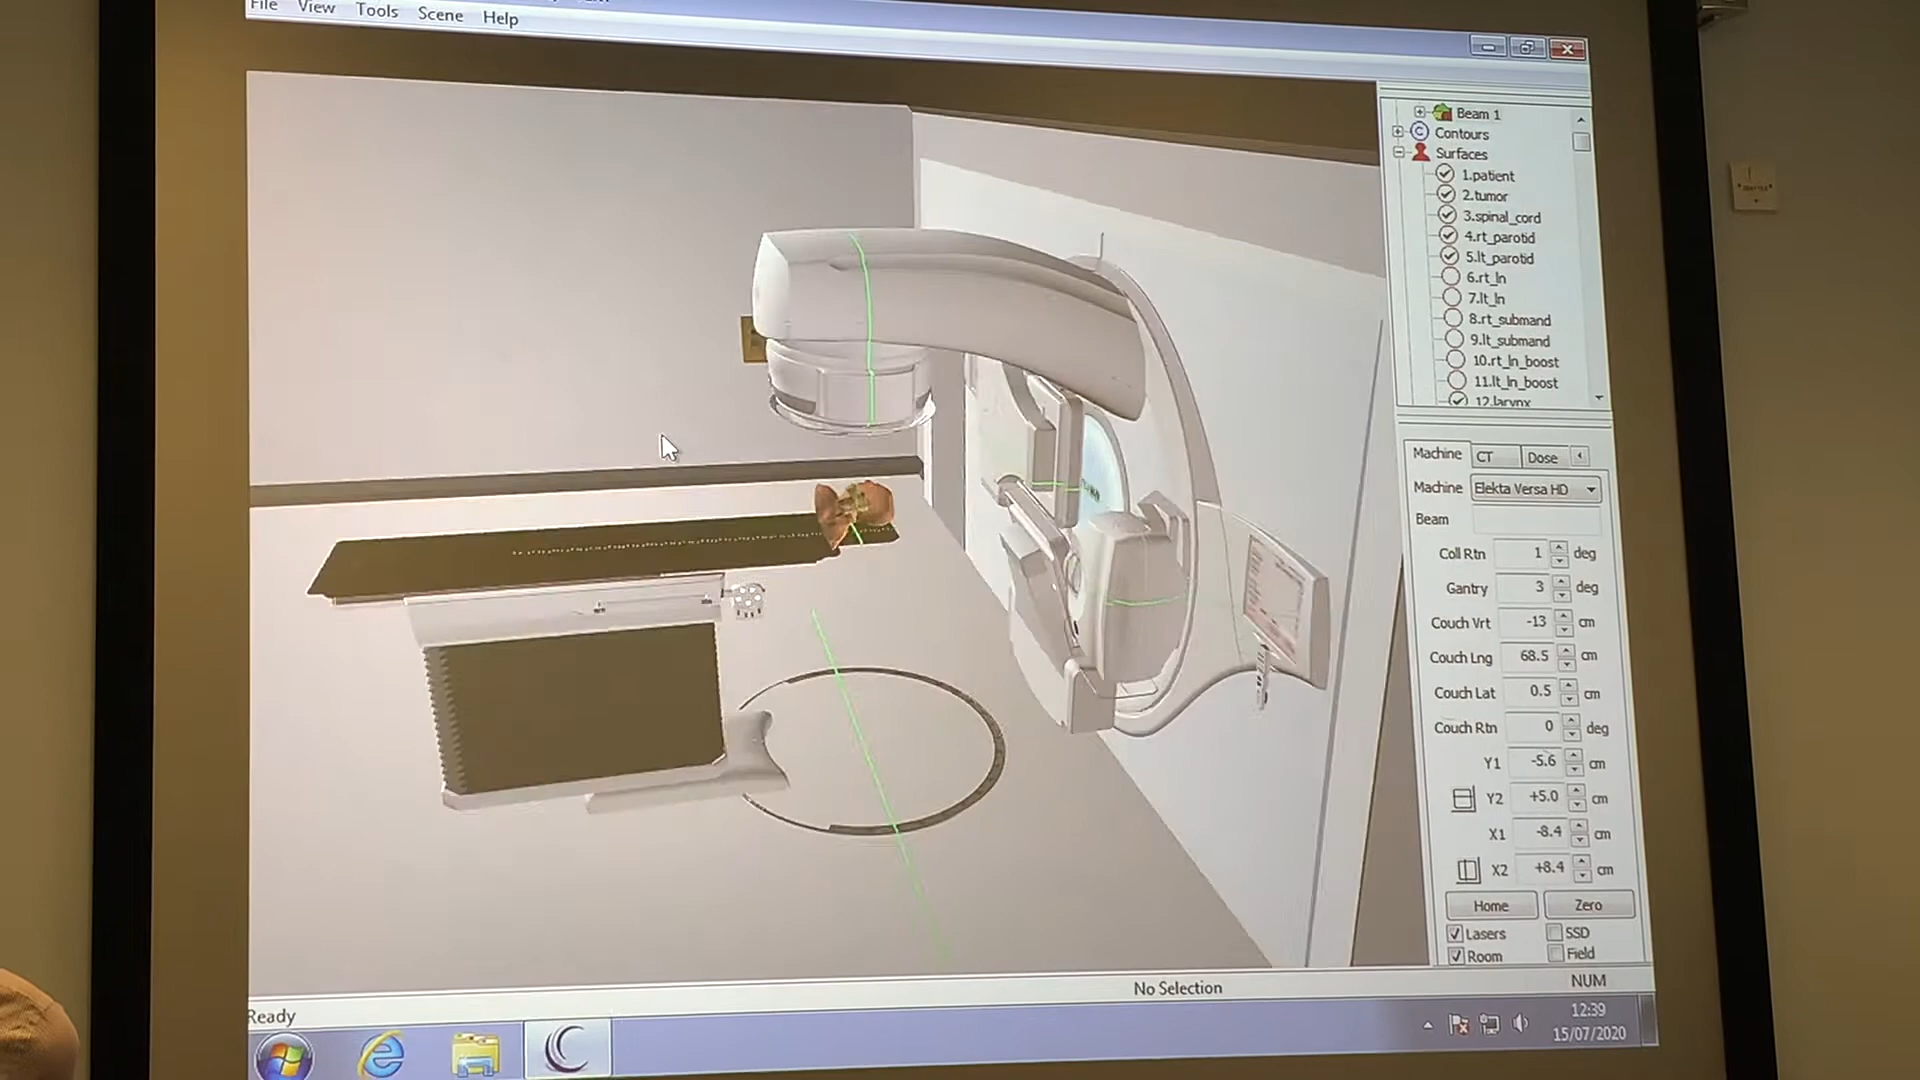 File View Tools Scene Help
Beam 1
Contours
Surfaces
1.patient
2.tumor
3.spinal_cord
4.rt_parotid
5.lt_parotid
6.rt_ln
7.lt_ln
8.rt_submand
9.lt_submand
10.rt_ln_boost
11.lt_ln_boost
12.larynx
Machine CT Dose
Machine Elekta Versa HD
Beam
Coll Rtn 1 deg
Gantry 3 deg
Couch Vrt -13 cm
Couch Lng 68.5 cm
Couch Lat 0.5 cm
Couch Rtn 0 deg
Y1 -5.6 cm
Y2 +5.0 cm
X1 -8.4 cm
X2 +8.4 cm
Home Zero
Lasers SSD
Room Field
Ready No Selection NUM
12:39
15/07/2020